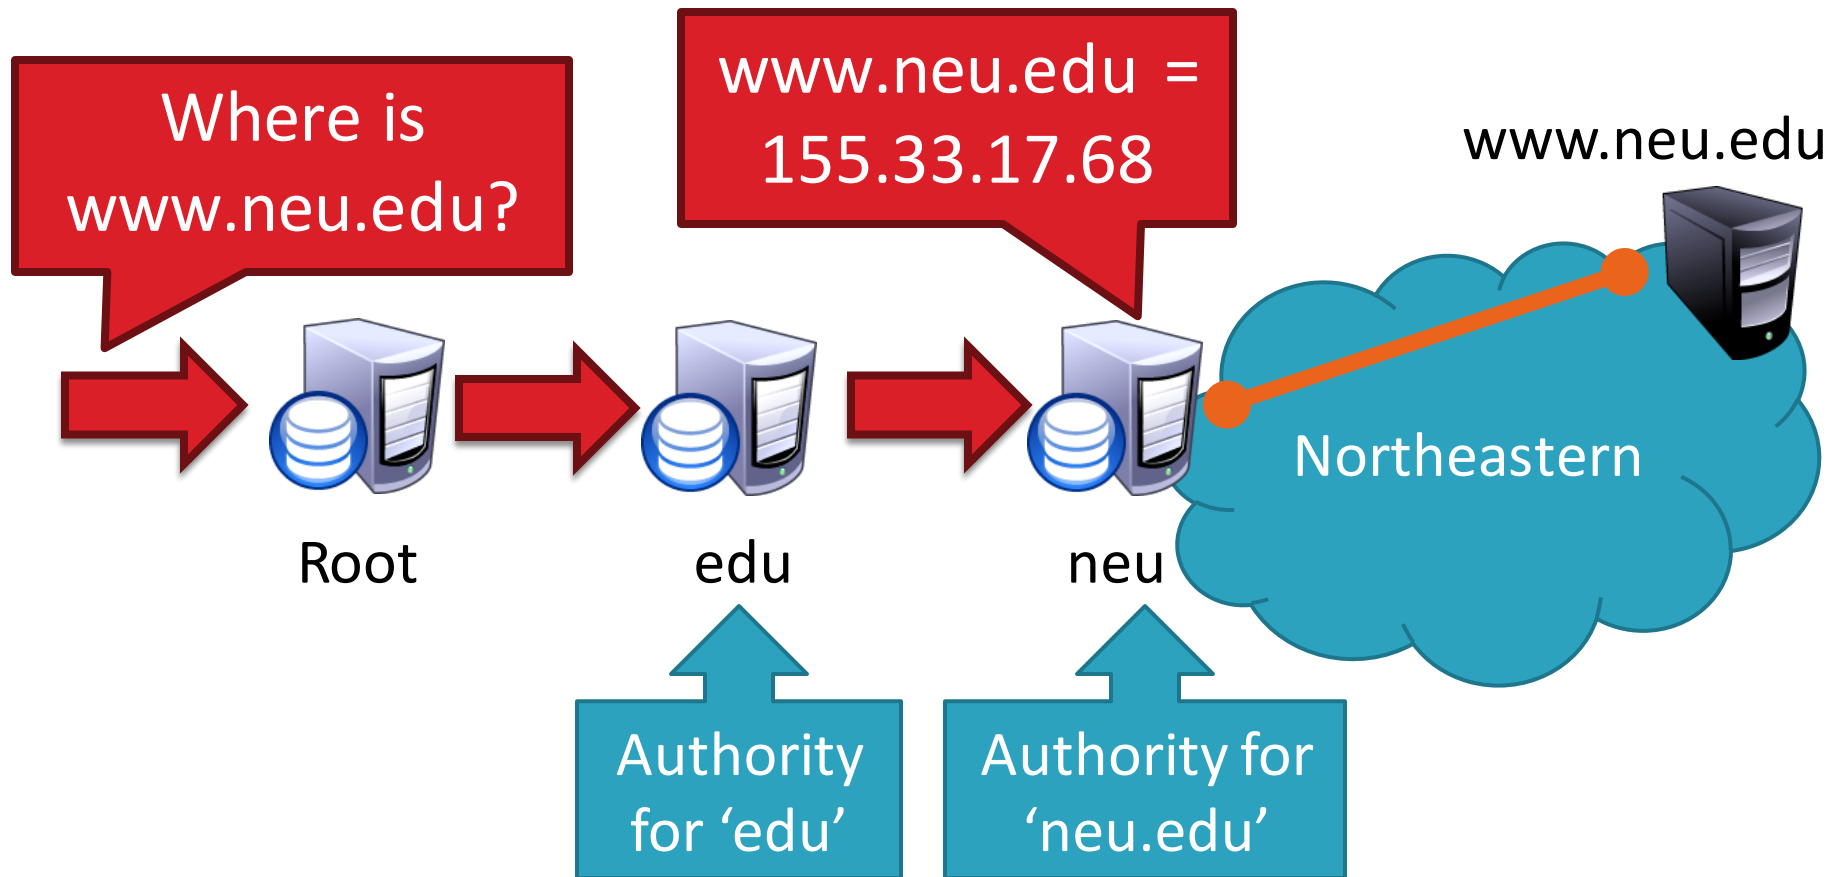 Where is
www.neu.edu?
www.neu.edu =
155.33.17.68
www.neu.edu
Northeastern
Root
edu
neu
Authority
for ‘edu’
Authority for
‘neu.edu’